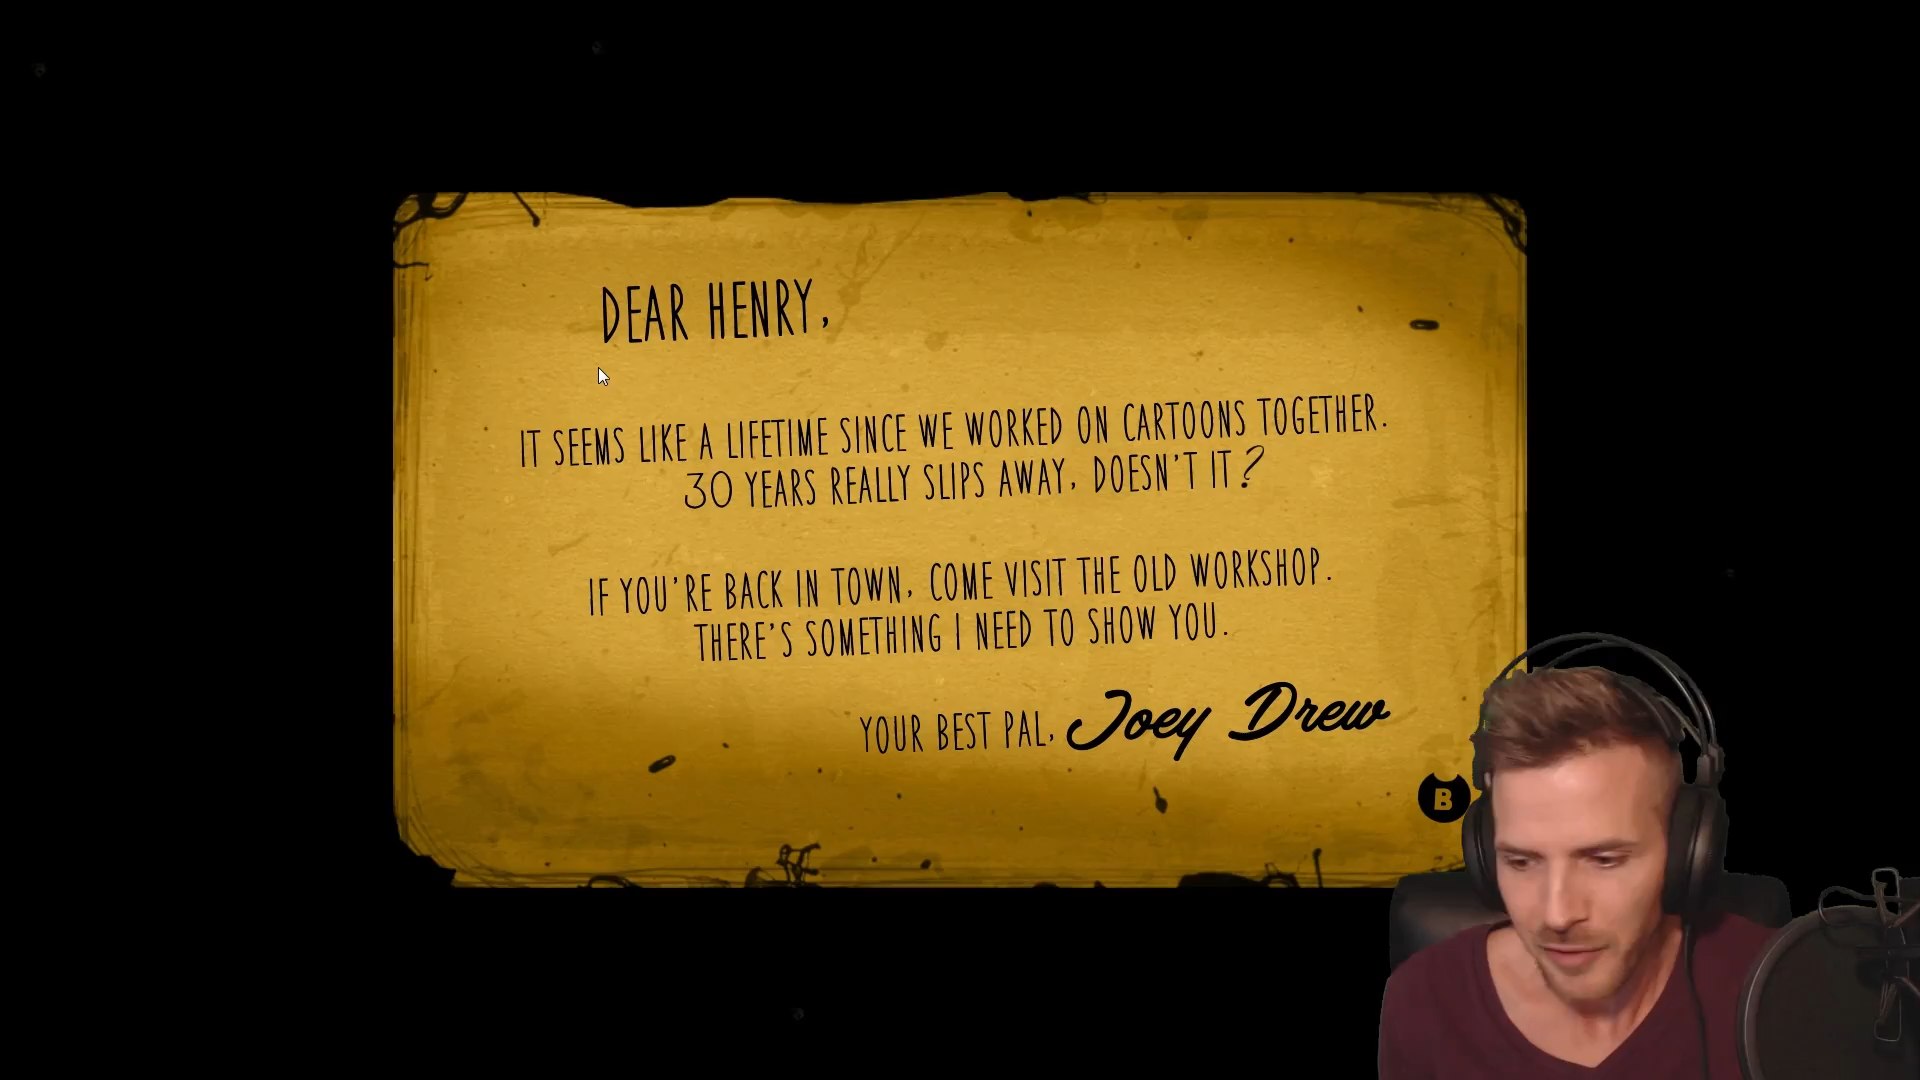 DEAR HENRY,
IT SEEMS LIKE A LIFETIME SINCE WE WORKED ON CARTOONS TOGETHER.
30 YEARS REALLY SLIPS AWAY, DOESN'T IT?
IF YOU'RE BACK IN TOWN, COME VISIT THE OLD WORKSHOP.
THERE'S SOMETHING I NEED TO SHOW YOU.
YOUR BEST PAL, Joey Drew
B